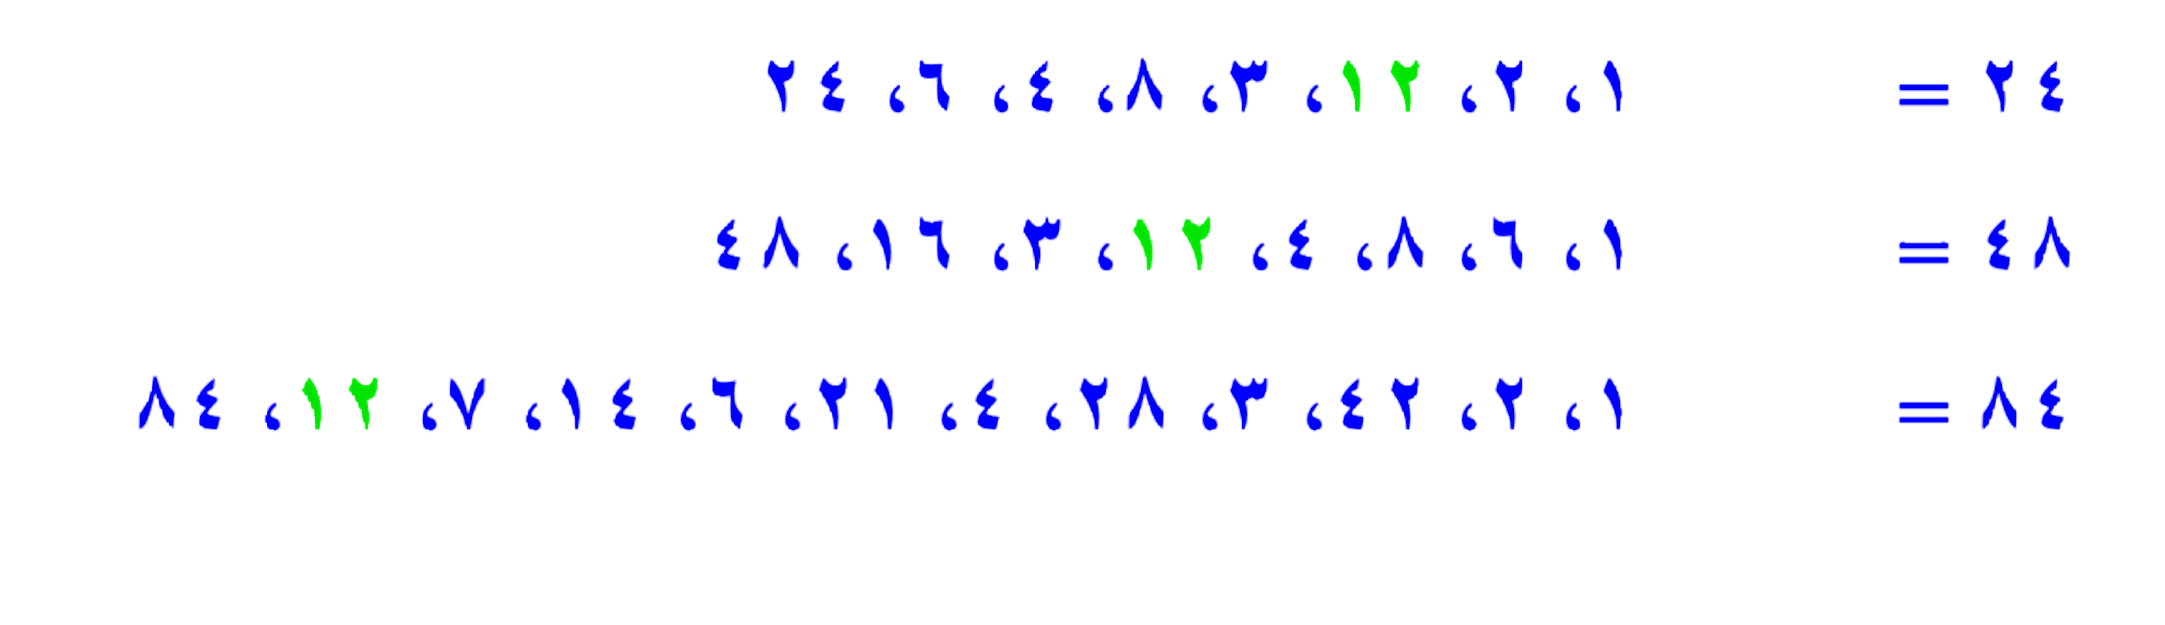 ٢٤ = ١، ٢، ١٢، ٣، ٨، ٤، ٦، ٢٤
٤٨ = ١، ٦، ٨، ٤، ١٢، ٣، ١٦، ٤٨
٨٤ = ١، ٢، ٤٢، ٣، ٢٨، ٤، ٢١، ٦، ١٤، ٧، ١٢، ٨٤